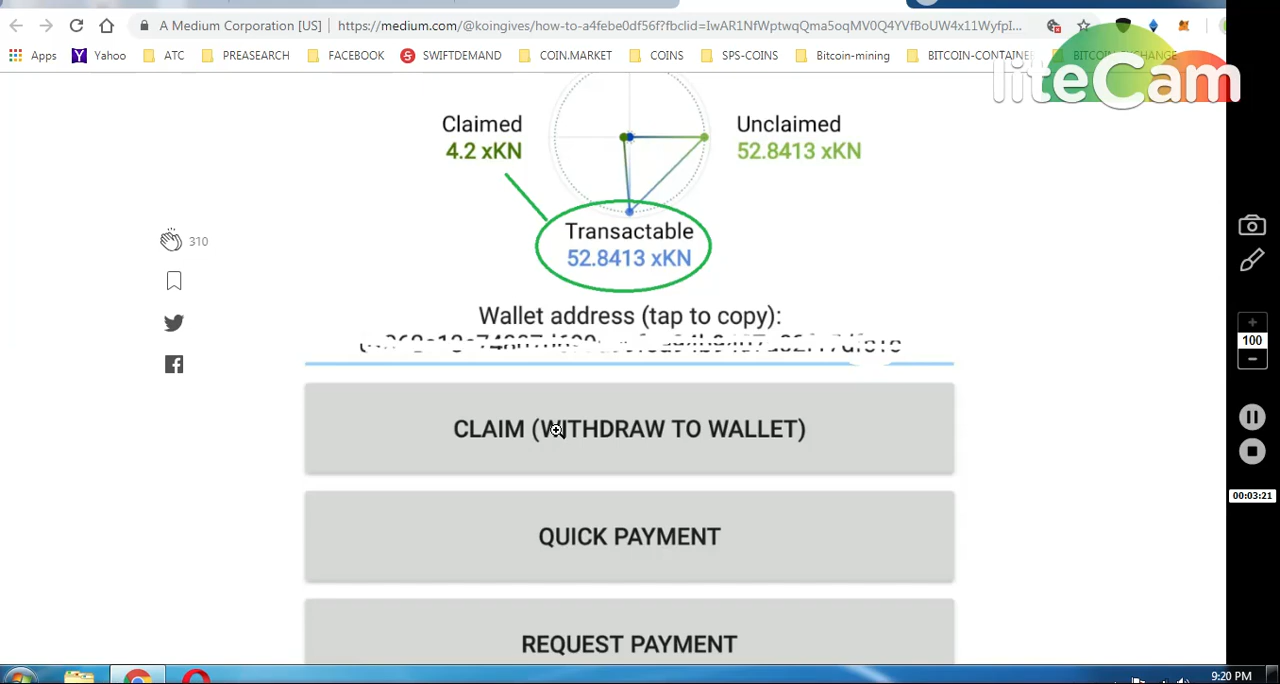 A Medium Corporation [US]
https://medium.com/@koingives/how-to-a4febe0df56f?fbclid=IwAR1NfWptwqQma5oqMV0Q4YVfBoUW4x11WyfpI...
Apps Yahoo ATC PREASEARCH FACEBOOK SWIFTDEMAND COIN.MARKET COINS SPS-COINS Bitcoin-mining BITCOIN-CONTAINE
liteCam
Claimed
4.2 xKN
Unclaimed
52.8413 xKN
Transactable
52.8413 xKN
310
Wallet address (tap to copy):
CLAIM (WITHDRAW TO WALLET)
QUICK PAYMENT
REQUEST PAYMENT
100
00:03:21
9:20 PM